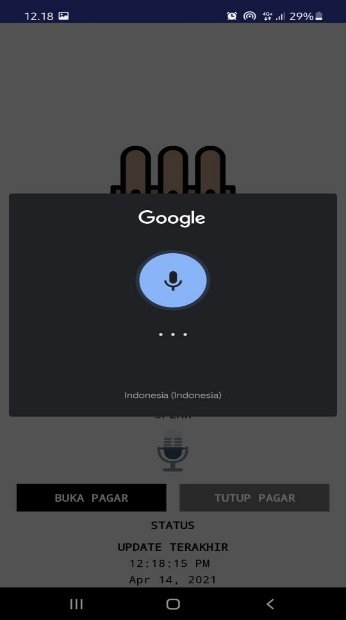 12.18 4G+ 29%
Google
Indonesia (Indonesia)
SPEAK
BUKA PAGAR TUTUP PAGAR
STATUS
UPDATE TERAKHIR
12:18:15 PM
Apr 14, 2021